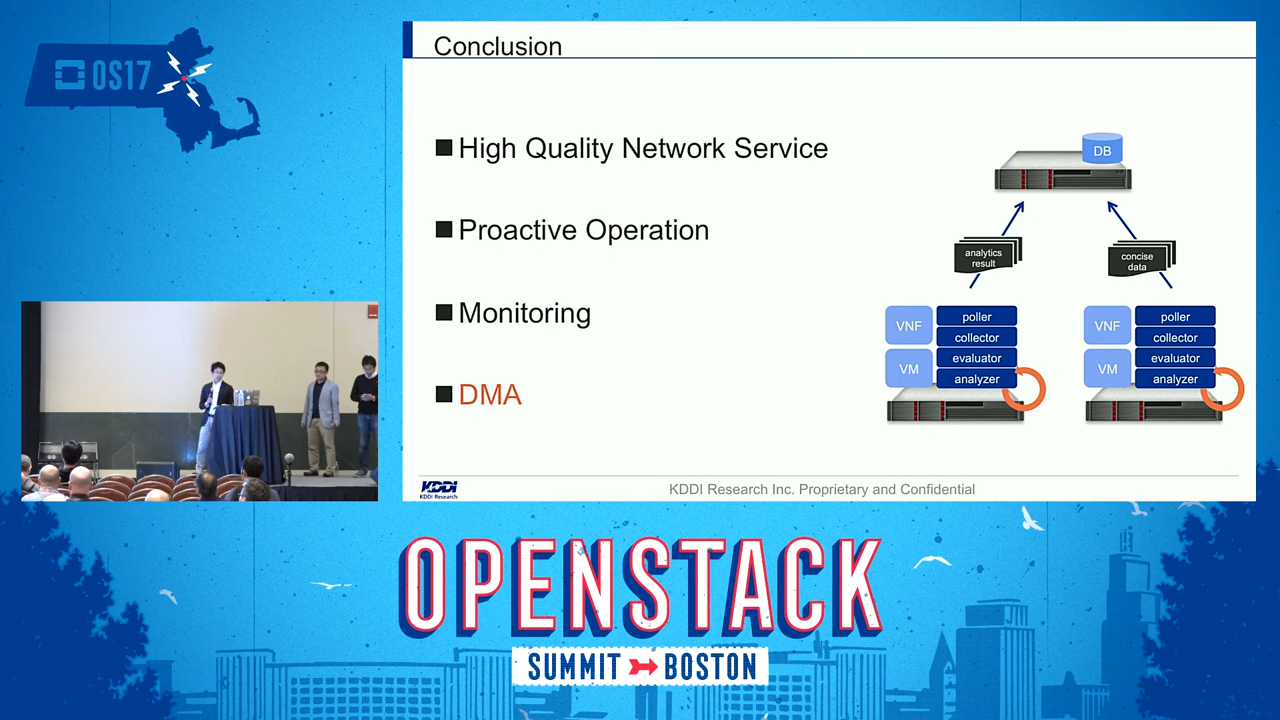 OS17
Conclusion
■ High Quality Network Service
■ Proactive Operation
■ Monitoring
■ DMA
DB
analytics
result
concise
data
VNF
VM
poller
collector
evaluator
analyzer
VNF
VM
poller
collector
evaluator
analyzer
KDDI
KDDI Research
KDDI Research Inc. Proprietary and Confidential
OPENSTACK
SUMMIT BOSTON